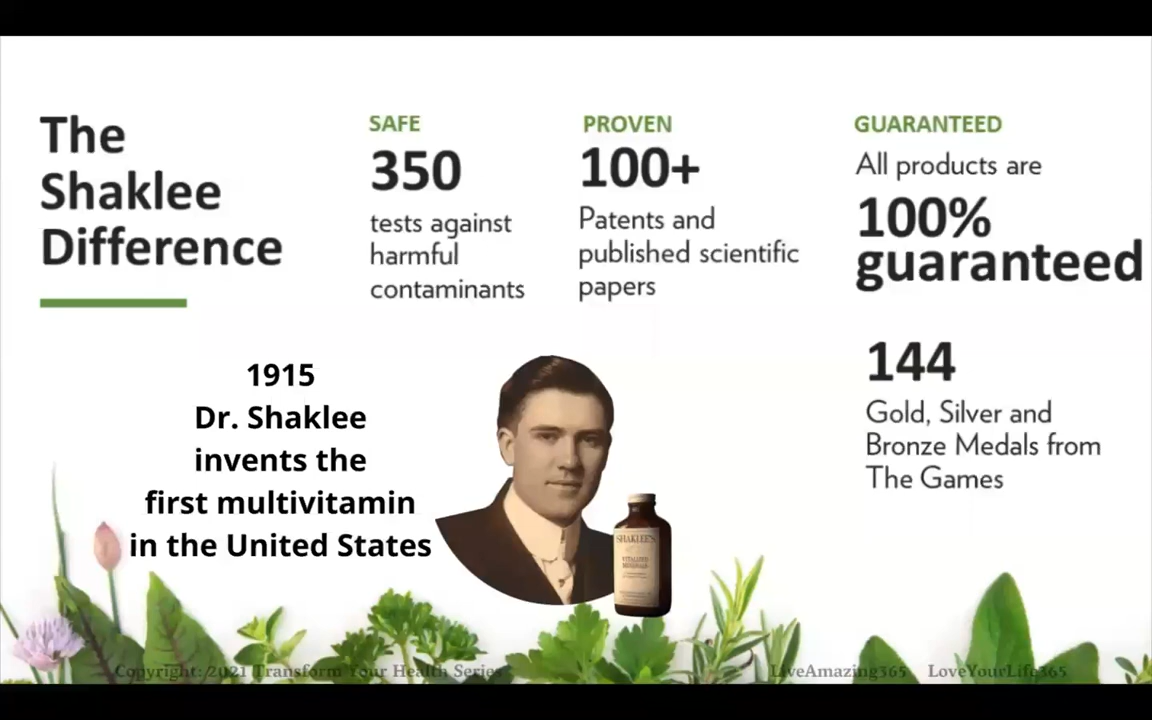 The
Shaklee
Difference
SAFE
350
tests against
harmful
contaminants
PROVEN
100+
Patents and
published scientific
papers
GUARANTEED
All products are
100%
guaranteed
144
Gold, Silver and
Bronze Medals from
The Games
1915
Dr. Shaklee
invents the
first multivitamin
in the United States
SHAKLEE'S
VITALIZED
MINERALS
Copyright: 2021 Transform Your Health Series
LiveAmazing365 LoveYourLife365